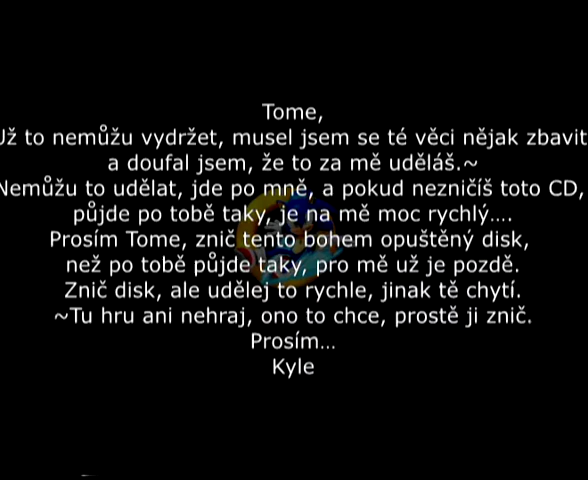 Tome,
Už to nemůžu vydržet, musel jsem se té věci nějak zbavit
a doufal jsem, že to za mě uděláš.~
Nemůžu to udělat, jde po mně, a pokud nezničíš toto CD,
půjde po tobě taky, je na mě moc rychlý....
Prosím Tome, znič tento bohem opuštěný disk,
než po tobě půjde taky, pro mě už je pozdě.
Znič disk, ale udělej to rychle, jinak tě chytí.
~Tu hru ani nehraj, ono to chce, prostě ji znič.
Prosím...
Kyle